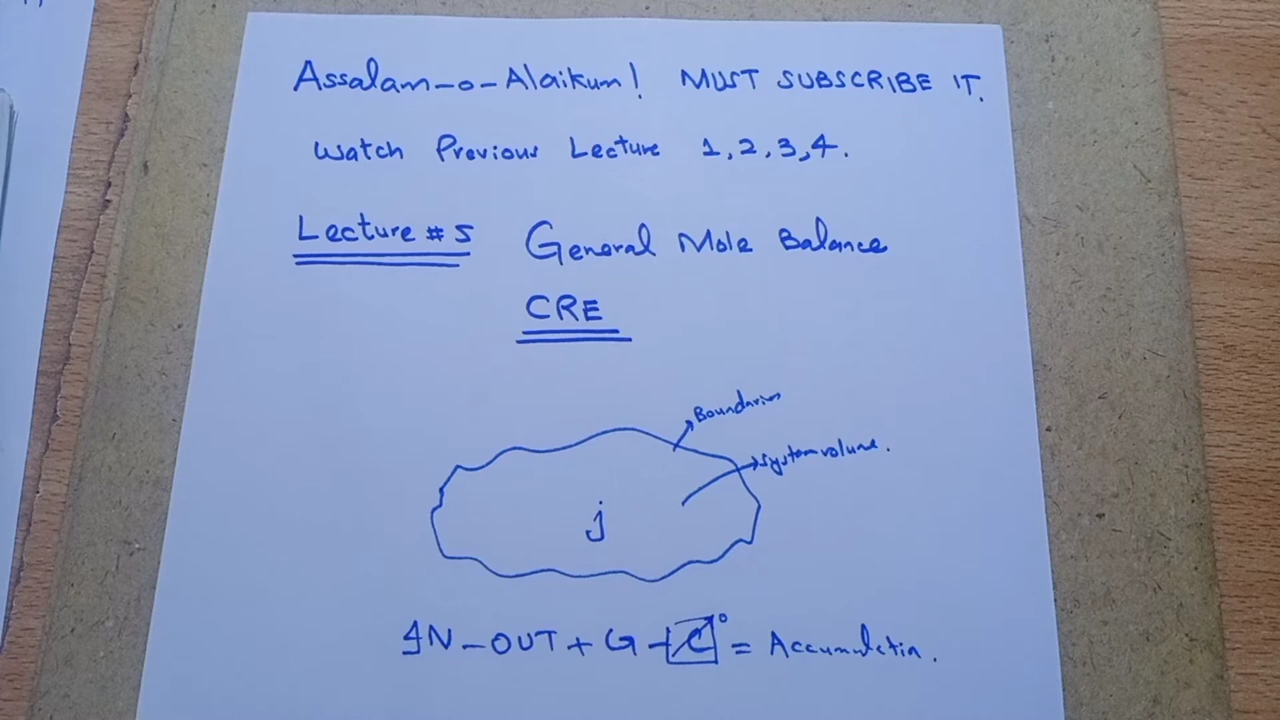 Assalam-o-Alaikum! MUST SUBSCRIBE IT.
Watch Previous Lecture 1,2,3,4.
Lecture # 5 General Mole Balance
CRE
Boundaries
System volume.
j
IN - OUT + G - C° = Accumulation.